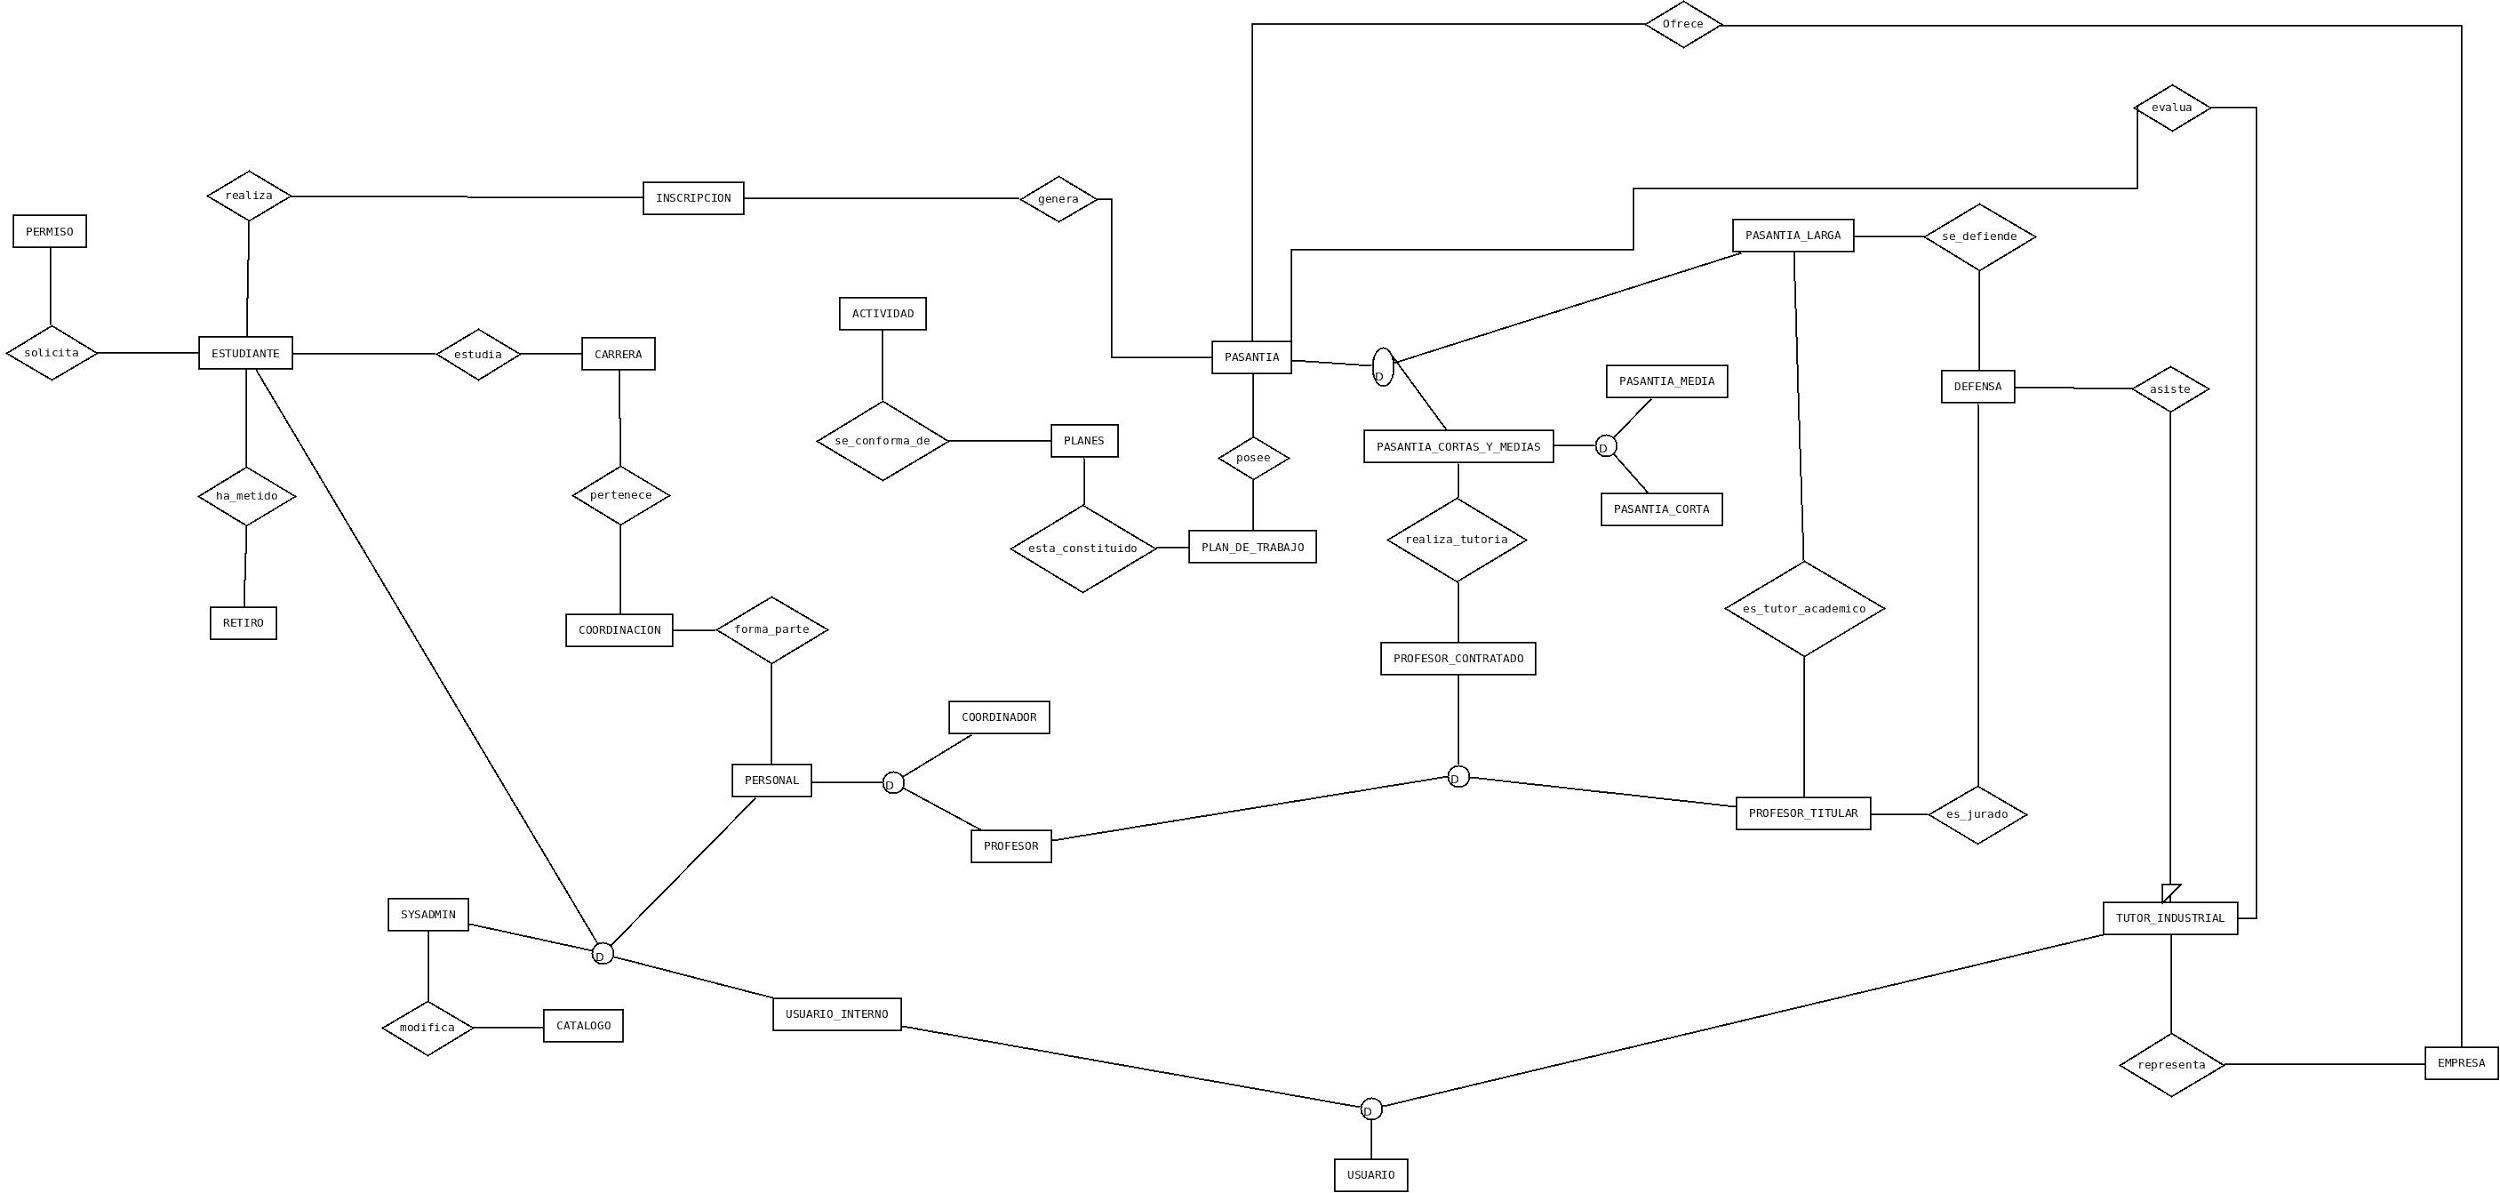 Ofrece
evalua
realiza
INSCRIPCION
genera
PERMISO
PASANTIA_LARGA
se_defiende
ACTIVIDAD
solicita
ESTUDIANTE
estudia
CARRERA
PASANTIA
D
PASANTIA_MEDIA
DEFENSA
asiste
se_conforma_de
PLANES
posee
PASANTIA_CORTAS_Y_MEDIAS
D
ha_metido
pertenece
PASANTIA_CORTA
esta_constituido
PLAN_DE_TRABAJO
realiza_tutoria
RETIRO
COORDINACION
forma_parte
es_tutor_academico
PROFESOR_CONTRATADO
COORDINADOR
PERSONAL
D
D
PROFESOR
PROFESOR_TITULAR
es_jurado
SYSADMIN
TUTOR_INDUSTRIAL
D
modifica
CATALOGO
USUARIO_INTERNO
representa
EMPRESA
D
USUARIO